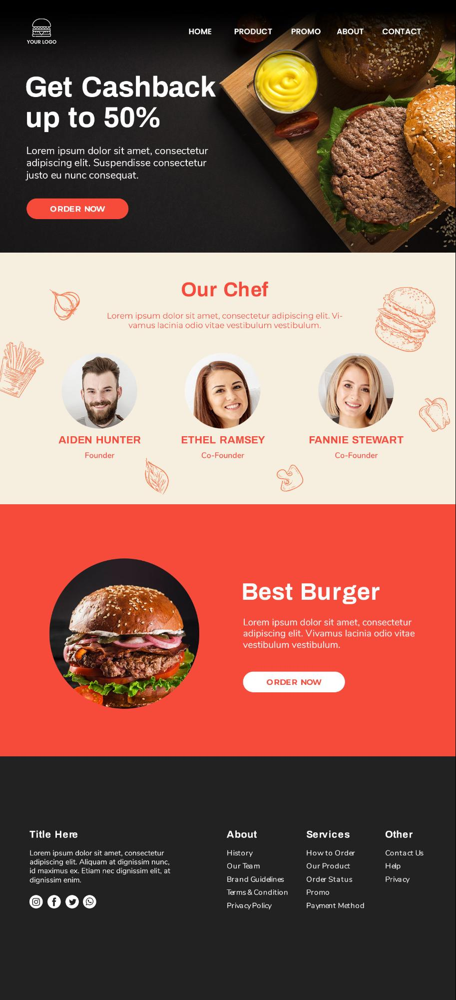 YOUR LOGO
HOME PRODUCT PROMO ABOUT CONTACT
Get Cashback
up to 50%
Lorem ipsum dolor sit amet, consectetur
adipiscing elit. Suspendisse consectetur
justo eu nunc consequat.
ORDER NOW
Our Chef
Lorem ipsum dolor sit amet, consectetur adipiscing elit. Vi-
vamus lacinia odio vitae vestibulum vestibulum.
AIDEN HUNTER
Founder
ETHEL RAMSEY
Co-Founder
FANNIE STEWART
Co-Founder
Best Burger
Lorem ipsum dolor sit amet, consectetur
adipiscing elit. Vivamus lacinia odio vitae
vestibulum vestibulum.
ORDER NOW
Title Here
Lorem ipsum dolor sit amet, consectetur
adipiscing elit. Aliquam at dignissim nunc,
id maximus ex. Etiam nec dignissim elit, at
dignissim enim.
About
History
Our Team
Brand Guidelines
Terms & Condition
Privacy Policy
Services
How to Order
Our Product
Order Status
Promo
Payment Method
Other
Contact Us
Help
Privacy